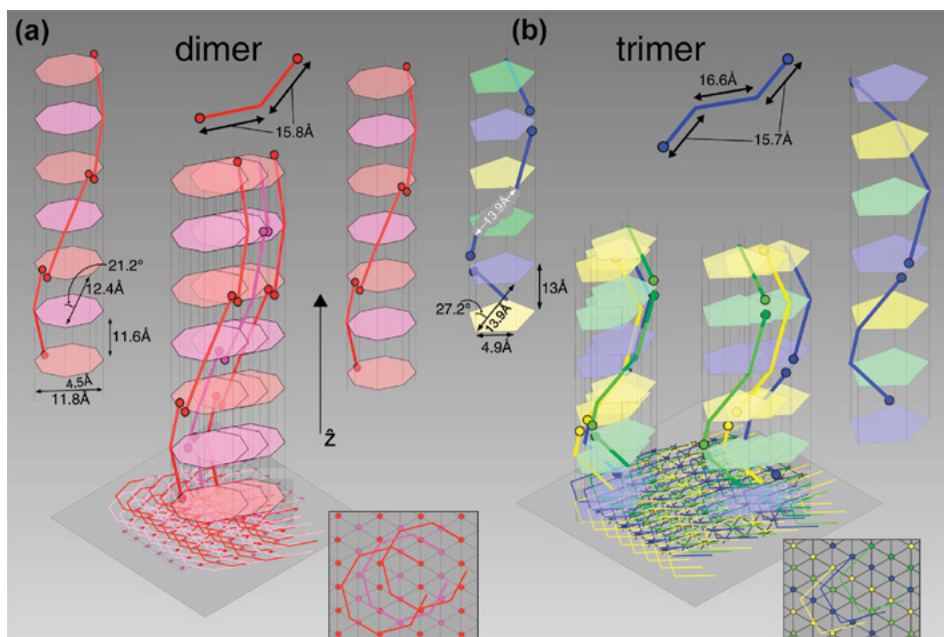 (a)
dimer
15.8Å
21.2°
12.4Å
11.6Å
4.5Å
11.8Å
ẑ
(b)
trimer
16.6Å
15.7Å
13.9Å
13Å
27.2°
13.9Å
4.9Å